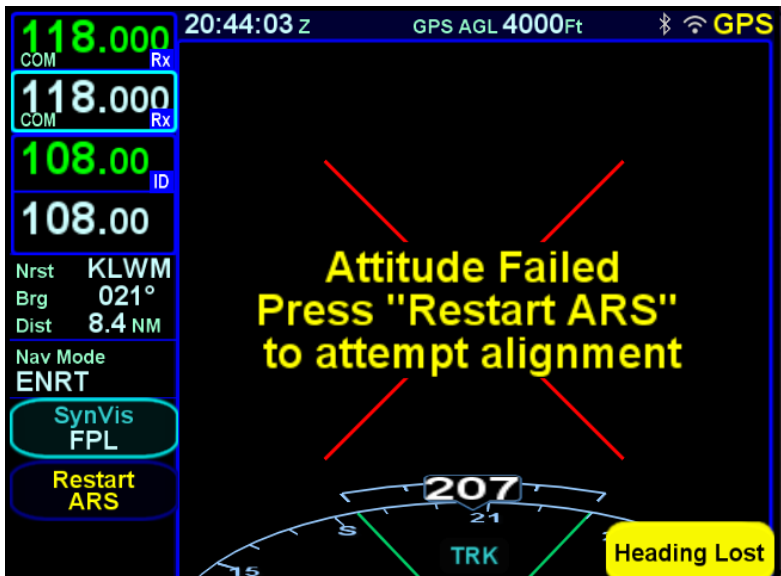 118.000
COM Rx
118.000
COM Rx
108.00
ID
108.00
Nrst KLWM
Brg 021°
Dist 8.4 NM
Nav Mode
ENRT
SynVis
FPL
Restart
ARS
20:44:03 Z GPS AGL 4000Ft GPS
Attitude Failed
Press "Restart ARS"
to attempt alignment
207
15 S 21
TRK
Heading Lost